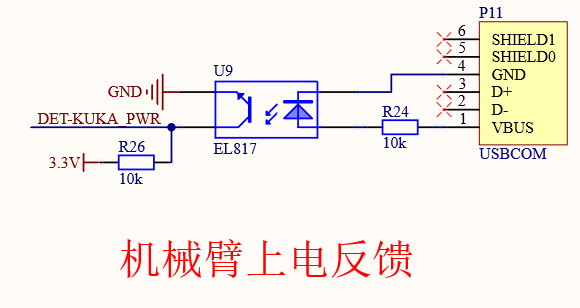 P11
6 SHIELD1
5 SHIELD0
4 GND
3 D+
2 D-
1 VBUS
USBCOM
U9
GND
EL817
DET-KUKA_PWR
R24
10k
R26
3.3V
10k
机械臂上电反馈